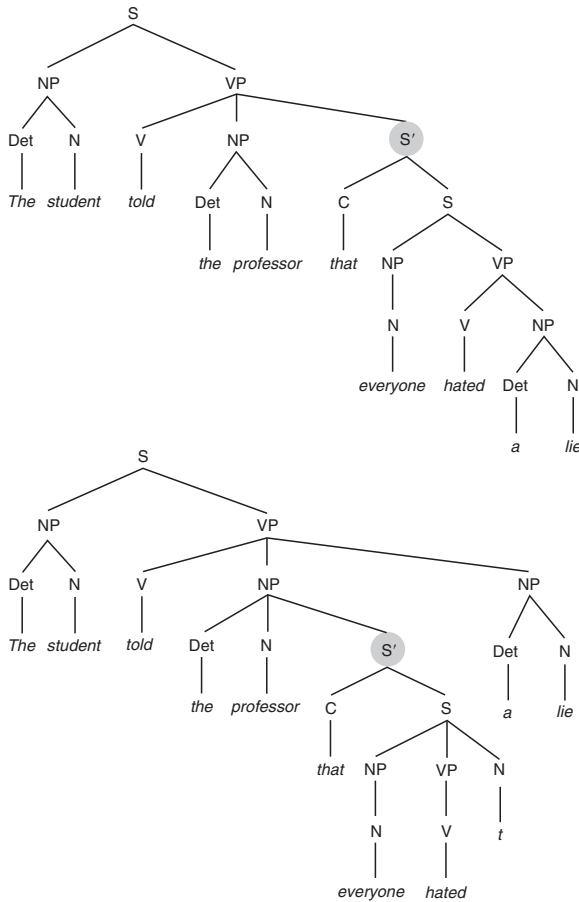 S
NP VP
Det N V NP S′
The student told Det N C S
the professor that NP VP
N V NP
everyone hated Det N
a lie
S
NP VP
Det N V NP NP
The student told Det N S′ Det N
the professor C S a lie
that NP VP N
N V t
everyone hated